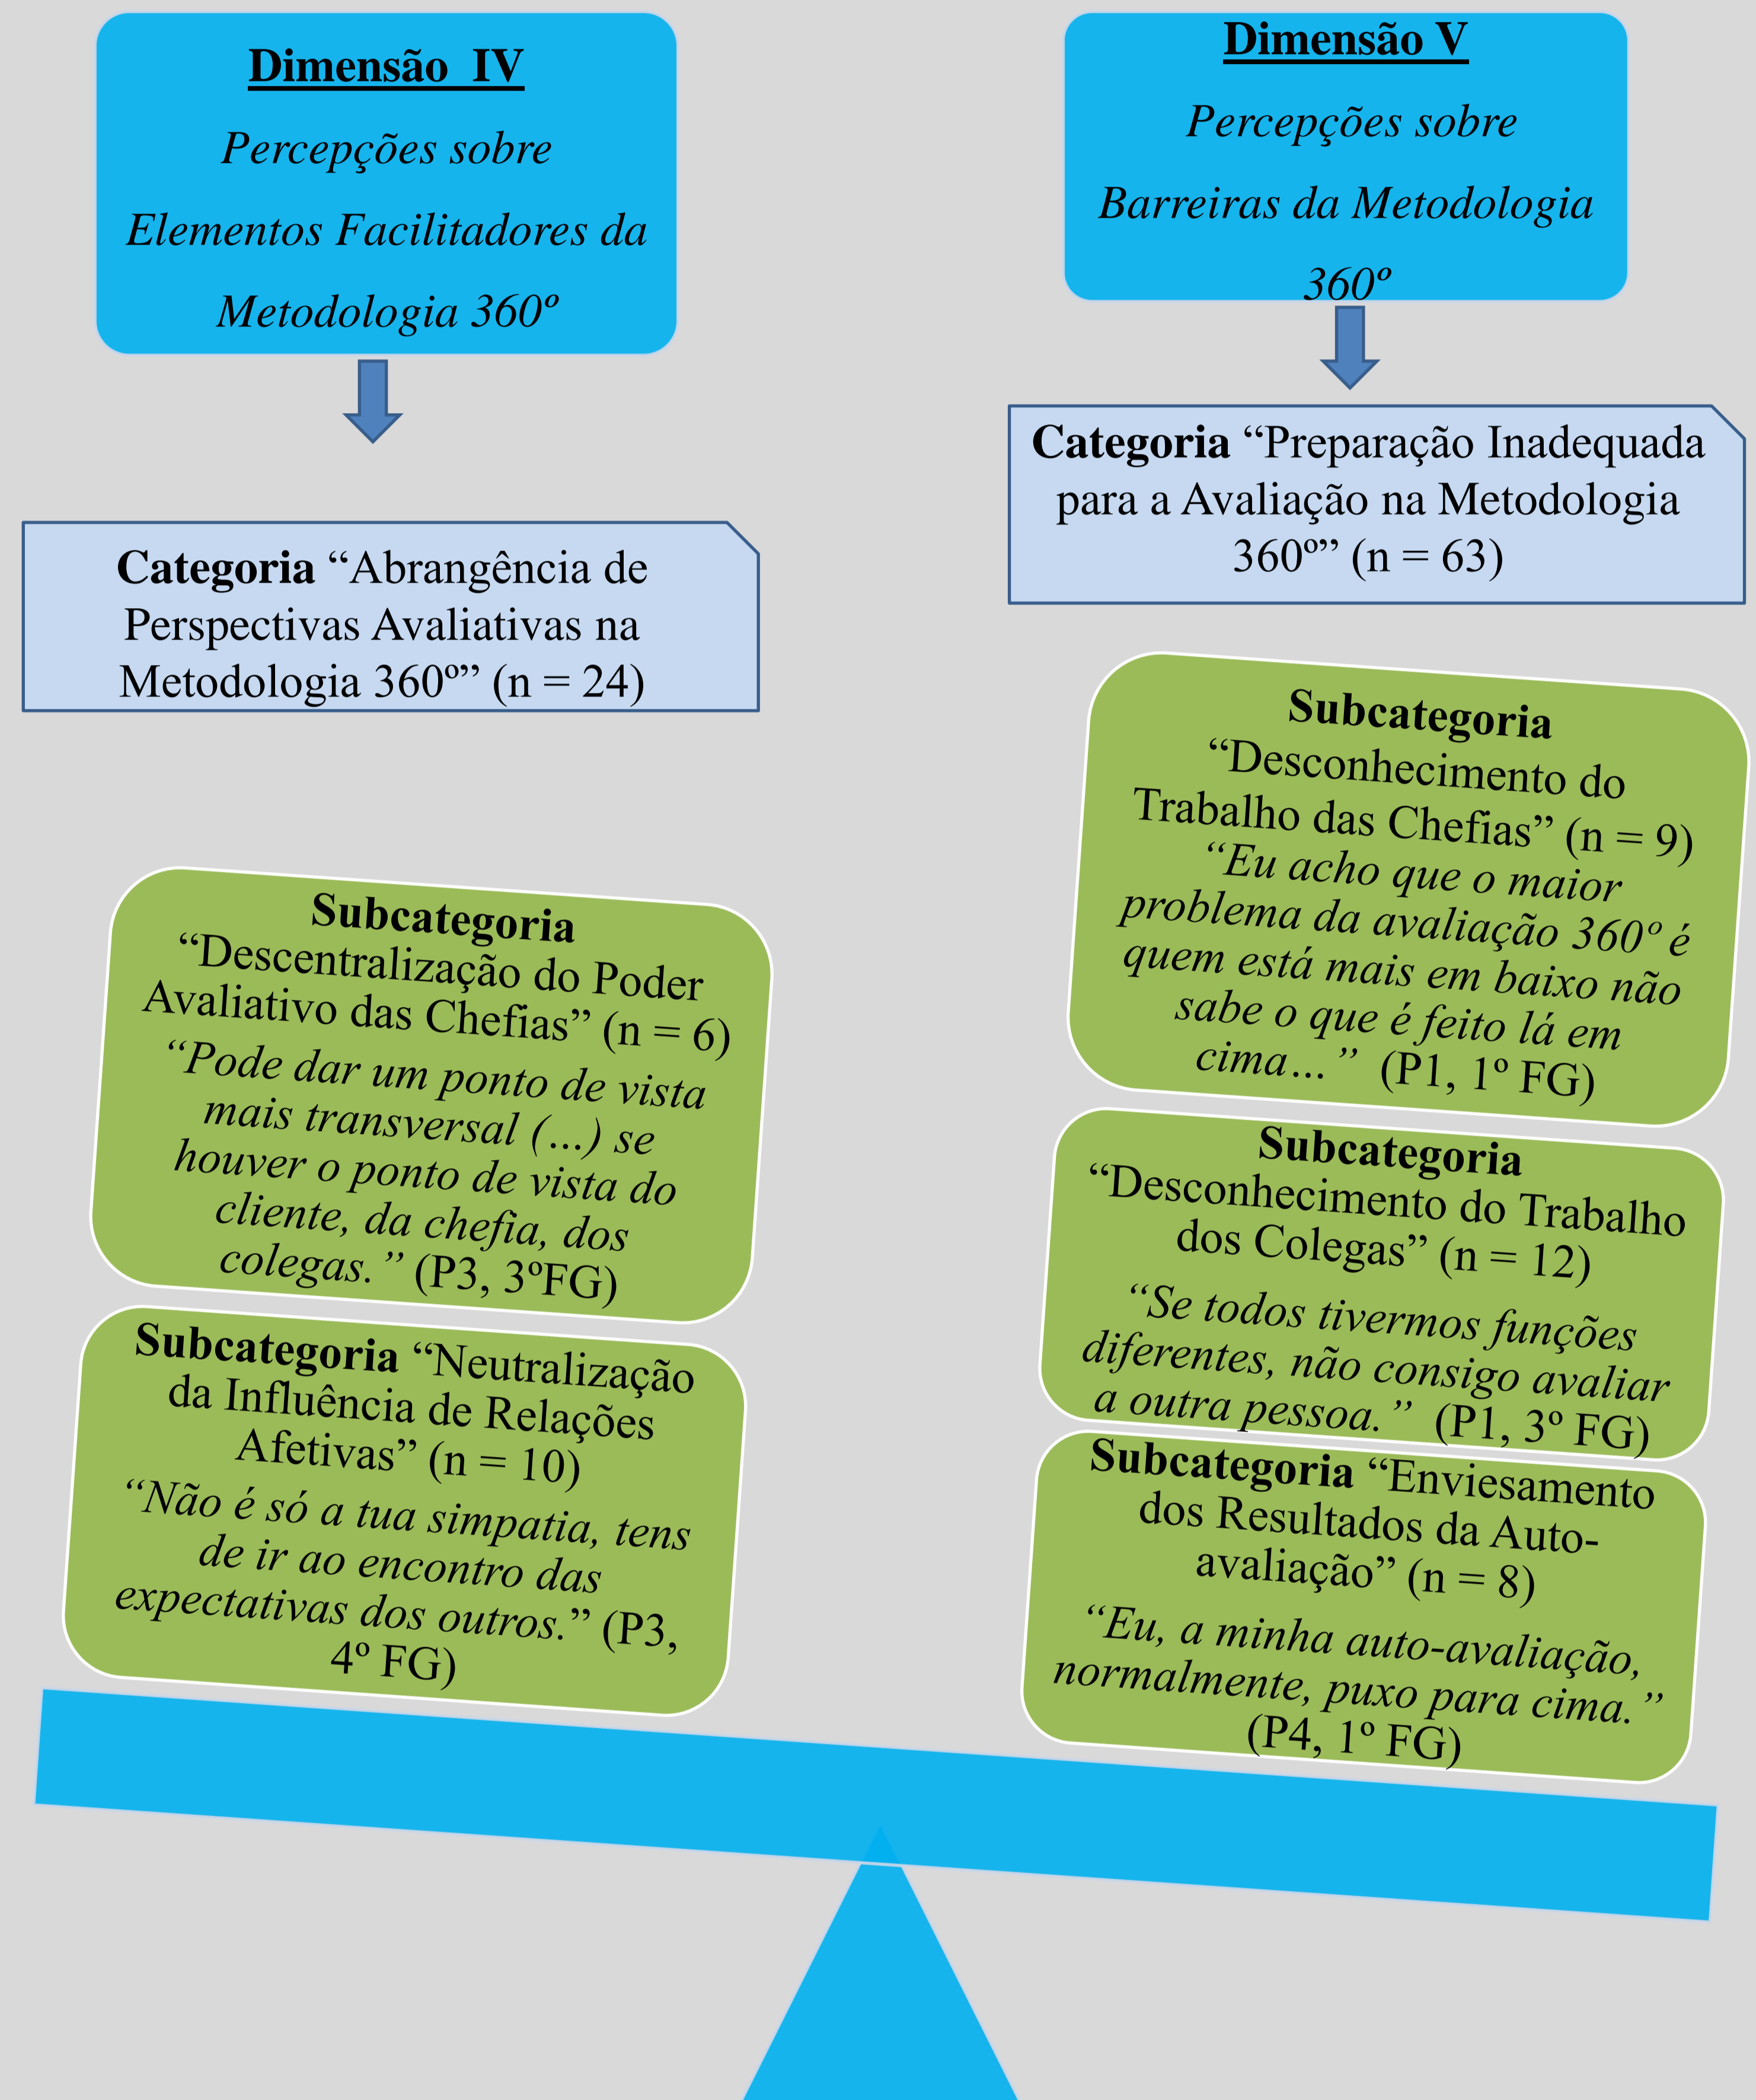 Dimensão IV
Percepções sobre
Elementos Facilitadores da
Metodologia 360º
Categoria “Abrangência de
Perspectivas Avaliativas na
Metodologia 360º” (n = 24)
Subcategoria
“Descentralização do Poder
Avaliativo das Chefias” (n = 6)
“Pode dar um ponto de vista
mais transversal (...) se
houver o ponto de vista do
cliente, da chefia, dos
colegas.” (P3, 3ºFG)
Subcategoria “Neutralização
da Influência de Relações
Afetivas” (n = 10)
“Não é só a tua simpatia, tens
de ir ao encontro das
expectativas dos outros.” (P3,
4º FG)
Dimensão V
Percepções sobre
Barreiras da Metodologia
360º
Categoria “Preparação Inadequada
para a Avaliação na Metodologia
360º” (n = 63)
Subcategoria
“Desconhecimento do
Trabalho das Chefias” (n = 9)
“Eu acho que o maior
problema da avaliação 360º é
quem está mais em baixo não
sabe o que é feito lá em
cima...” (P1, 1º FG)
Subcategoria
“Desconhecimento do Trabalho
dos Colegas” (n = 12)
“Se todos tivermos funções
diferentes, não consigo avaliar
a outra pessoa.” (P1, 3º FG)
Subcategoria “Enviesamento
dos Resultados da Auto-
avaliação” (n = 8)
“Eu, a minha auto-avaliação,
normalmente, puxo para cima.”
(P4, 1º FG)